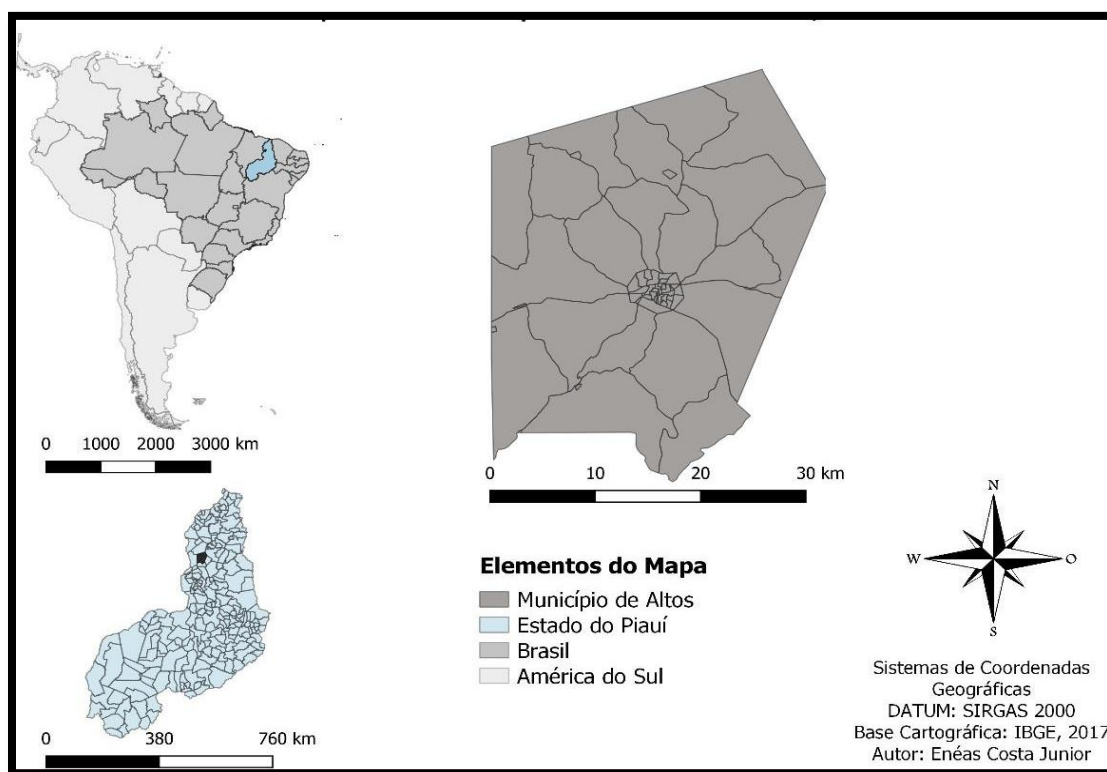 0 1000 2000 3000 km
0 10 20 30 km
0 380 760 km
Elementos do Mapa
Município de Altos
Estado do Piauí
Brasil
América do Sul
N
W O
S
Sistemas de Coordenadas
Geográficas
DATUM: SIRGAS 2000
Base Cartográfica: IBGE, 2017
Autor: Enéas Costa Junior